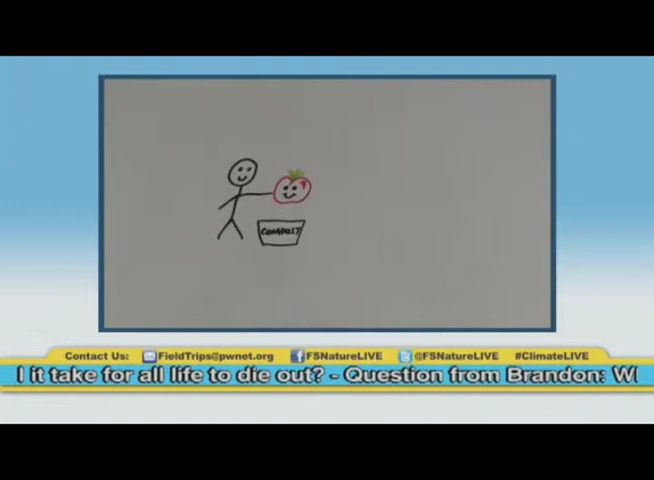 COMPOST
Contact Us: FieldTrips@pwnet.org FSNatureLIVE @FSNatureLIVE #ClimateLIVE
l it take for all life to die out? - Question from Brandon: Wl